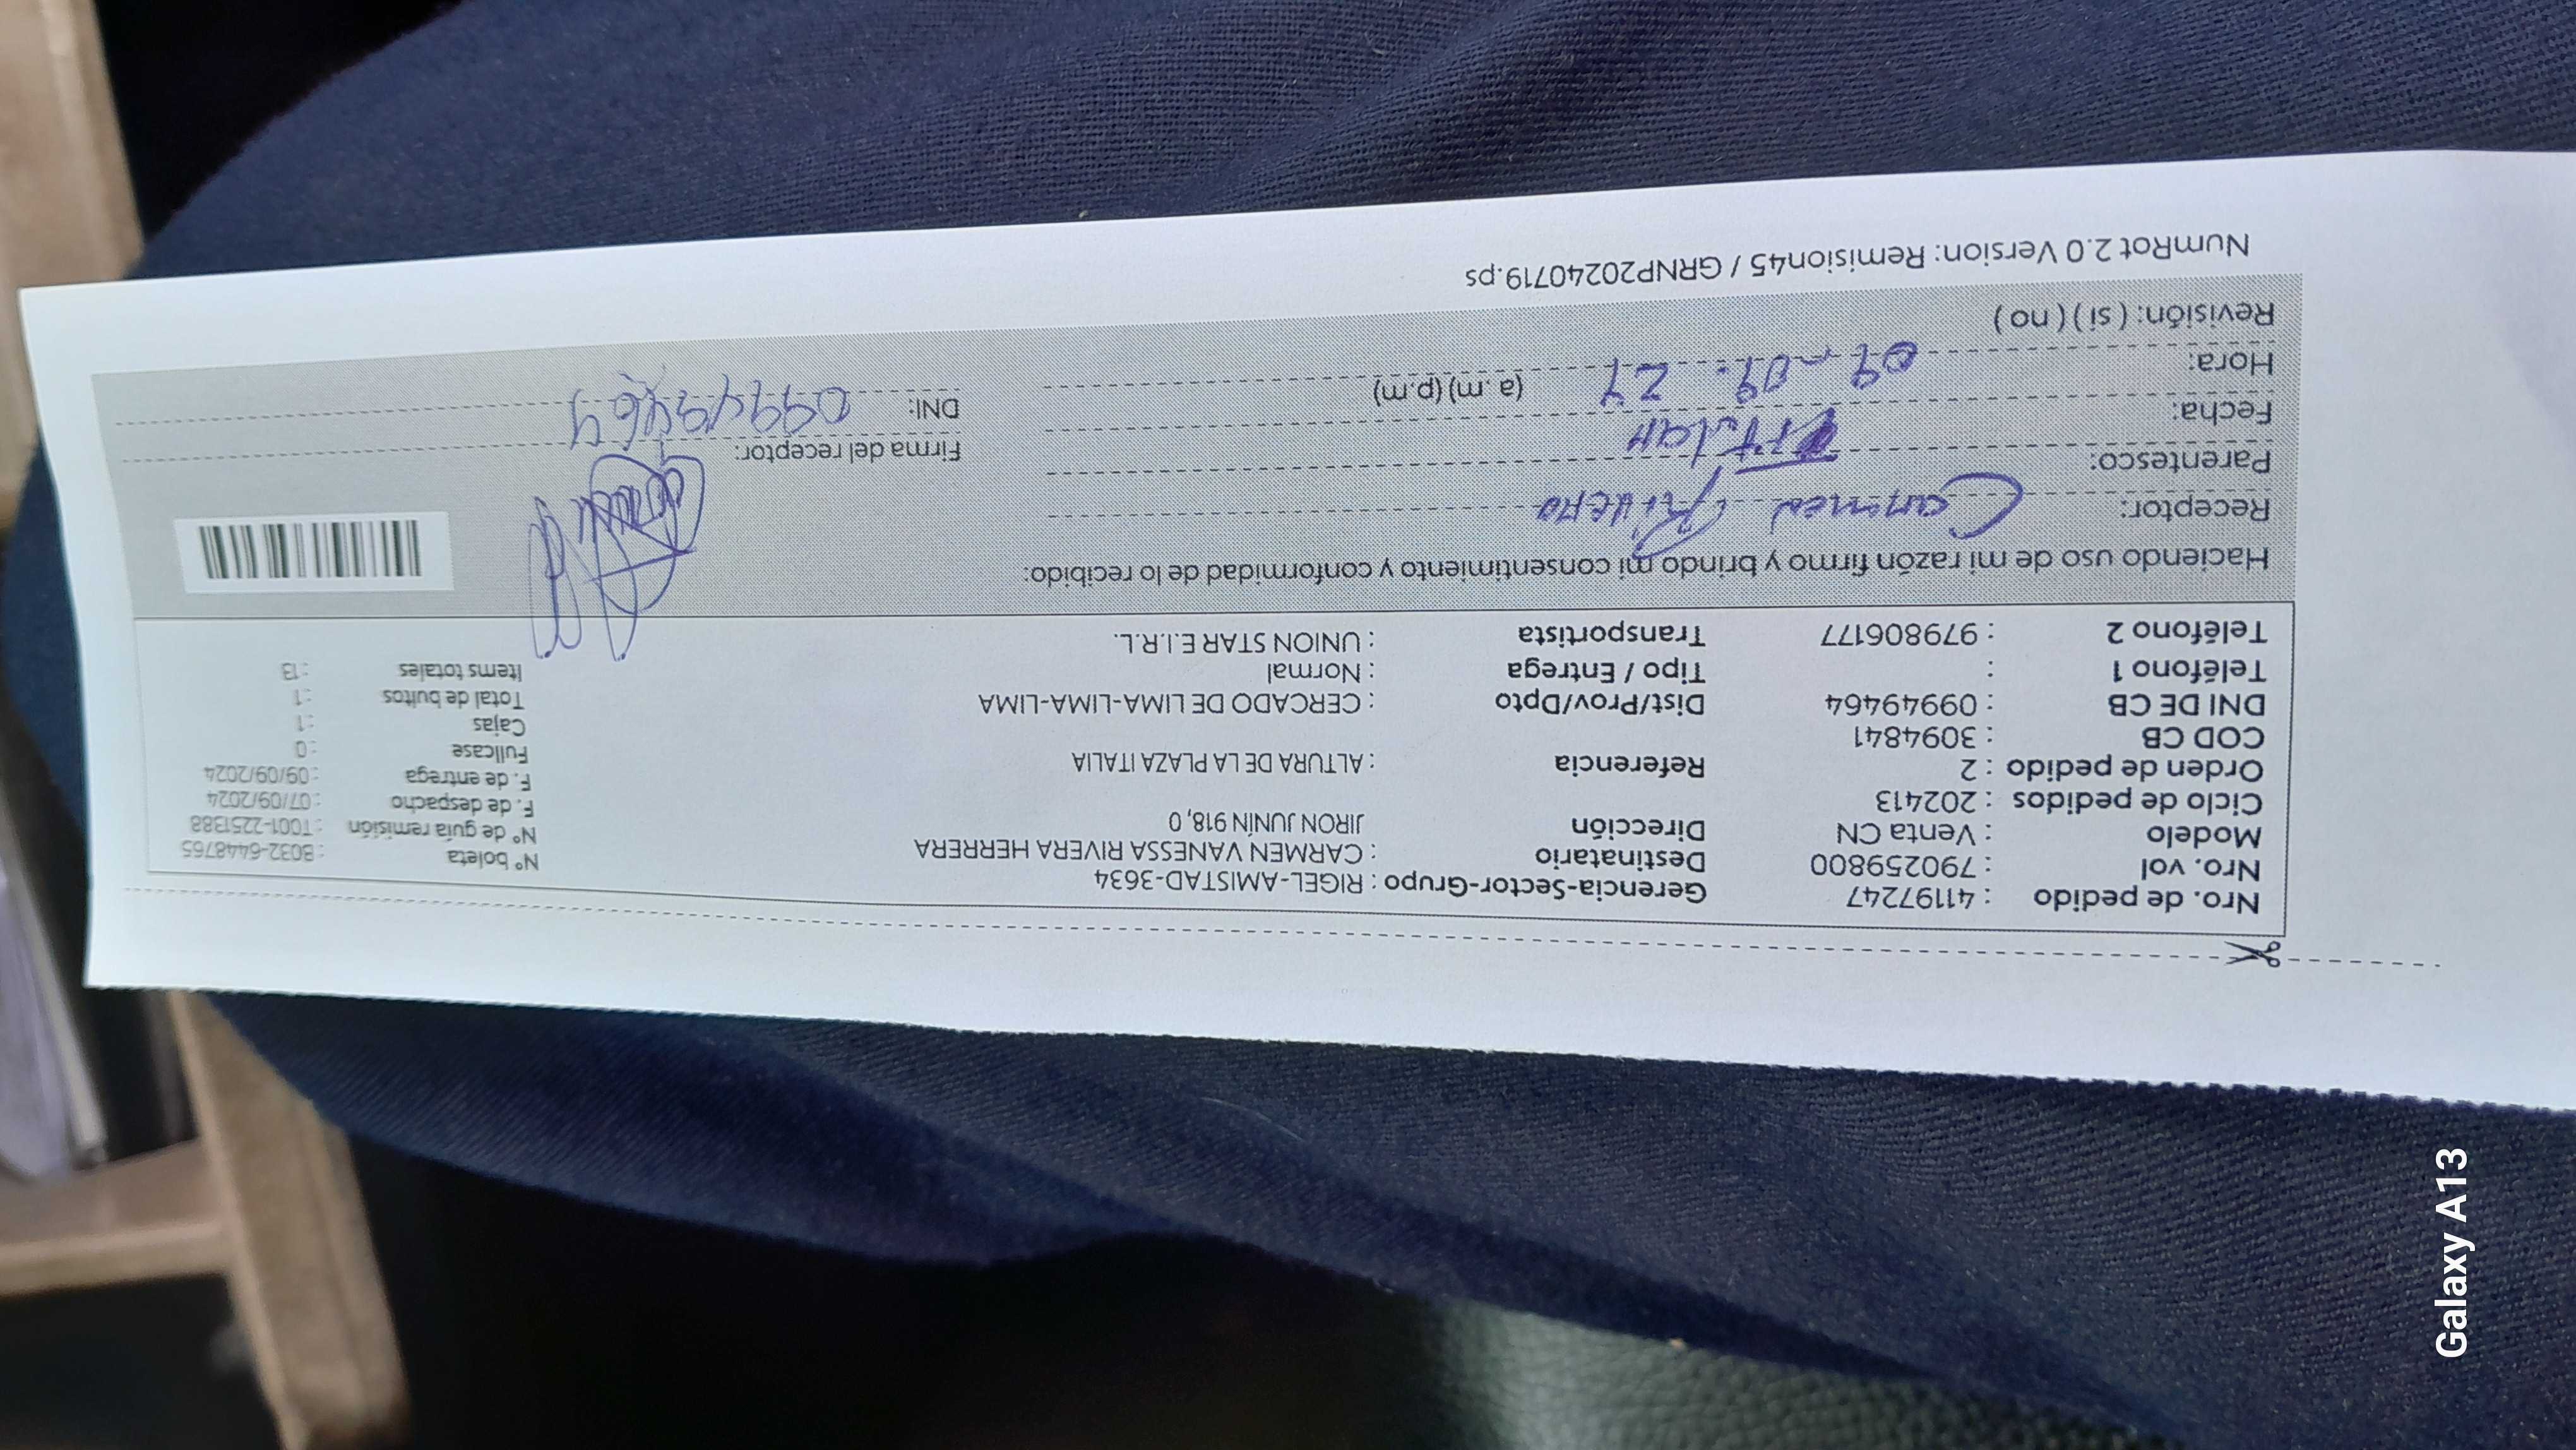 Nro. de pedido : 41197247
Nro. vol : 790259800
Modelo : Venta CN
Ciclo de pedidos : 202413
Orden de pedido : 2
COD CB : 3094841
DNI DE CB : 09949464
Teléfono 1 :
Teléfono 2 : 979806177
Gerencia-Sector-Grupo : RIGEL-AMISTAD-3634
Destinatario : CARMEN VANESSA RIVERA HERRERA
Dirección JIRON JUNÍN 918, 0
Referencia : ALTURA DE LA PLAZA ITALIA
Dist/Prov/Dpto : CERCADO DE LIMA-LIMA-LIMA
Tipo / Entrega : Normal
Transportista : UNION STAR E.I.R.L.
N° boleta : B032-6448765
N° de guía remisión : T001-2251388
F. de despacho : 07/09/2024
F. de entrega : 09/09/2024
Fullcase : 0
Cajas : 1
Total de bultos : 1
Items totales : 13
Haciendo uso de mi razón firmo y brindo mi consentimiento y conformidad de lo recibido:
Receptor: Carmen Rivera
Parentesco: Titular
Fecha: 09-09-24
Hora: (a. m) (p.m)
Revisión: ( si ) ( no )
Firma del receptor:
DNI: 09949464
NumRot 2.0 Version: Remision45 / GRNP20240719.ps
Galaxy A13